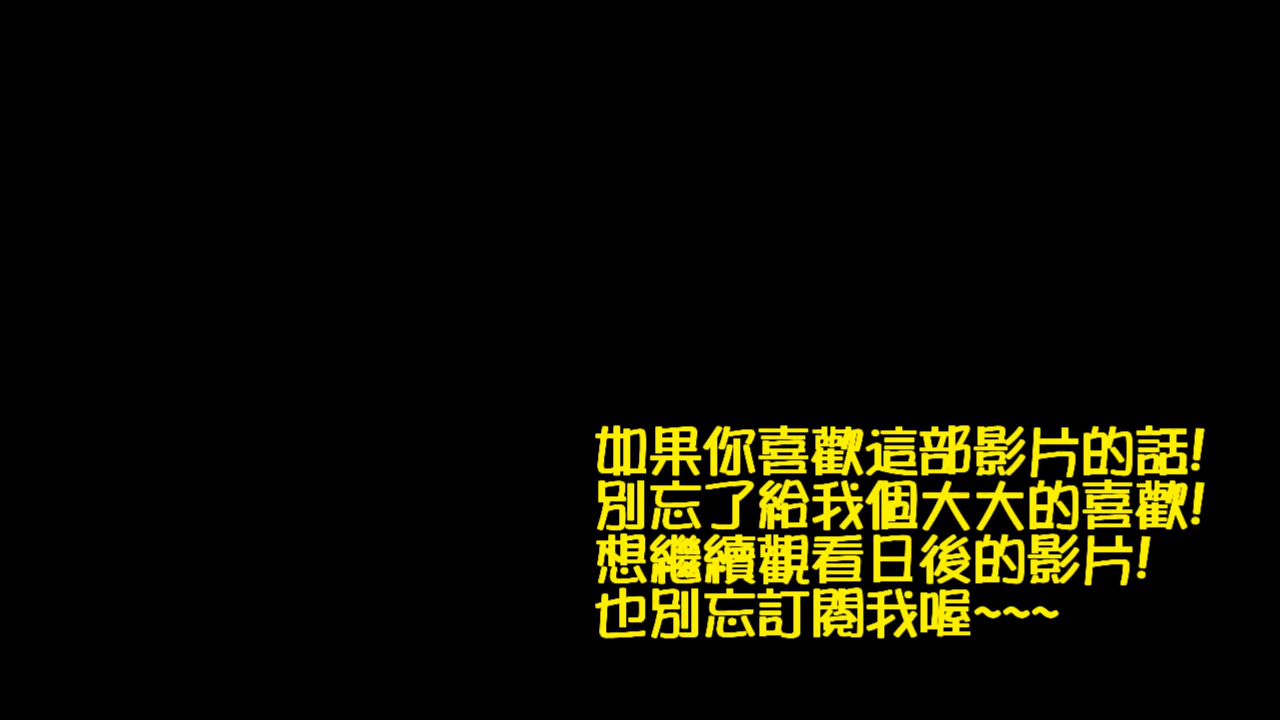 如果你喜歡這部影片的話!
別忘了給我個大大的喜歡!
想繼續觀看日後的影片!
也別忘訂閱我喔~~~